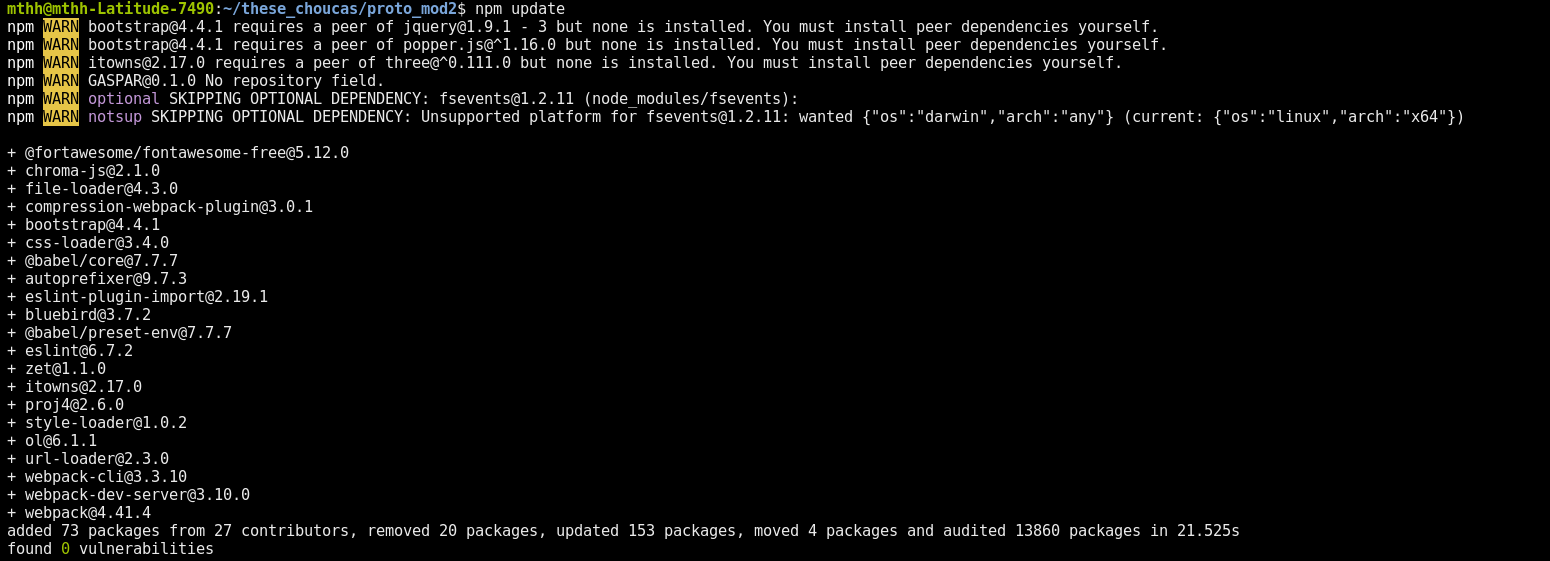 mthh@mthh-Latitude-7490:~/these_choucas/proto_mod2$ npm update
npm WARN bootstrap@4.4.1 requires a peer of jquery@1.9.1 - 3 but none is installed. You must install peer dependencies yourself.
npm WARN bootstrap@4.4.1 requires a peer of popper.js@^1.16.0 but none is installed. You must install peer dependencies yourself.
npm WARN itowns@2.17.0 requires a peer of three@^0.111.0 but none is installed. You must install peer dependencies yourself.
npm WARN GASPAR@0.1.0 No repository field.
npm WARN optional SKIPPING OPTIONAL DEPENDENCY: fsevents@1.2.11 (node_modules/fsevents):
npm WARN notsup SKIPPING OPTIONAL DEPENDENCY: Unsupported platform for fsevents@1.2.11: wanted {"os":"darwin","arch":"any"} (current: {"os":"linux","arch":"x64"})
+ @fortawesome/fontawesome-free@5.12.0
+ chroma-js@2.1.0
+ file-loader@4.3.0
+ compression-webpack-plugin@3.0.1
+ bootstrap@4.4.1
+ css-loader@3.4.0
+ @babel/core@7.7.7
+ autoprefixer@9.7.3
+ eslint-plugin-import@2.19.1
+ bluebird@3.7.2
+ @babel/preset-env@7.7.7
+ eslint@6.7.2
+ zet@1.1.0
+ itowns@2.17.0
+ proj4@2.6.0
+ style-loader@1.0.2
+ ol@6.1.1
+ url-loader@2.3.0
+ webpack-cli@3.3.10
+ webpack-dev-server@3.10.0
+ webpack@4.41.4
added 73 packages from 27 contributors, removed 20 packages, updated 153 packages, moved 4 packages and audited 13860 packages in 21.525s
found 0 vulnerabilities